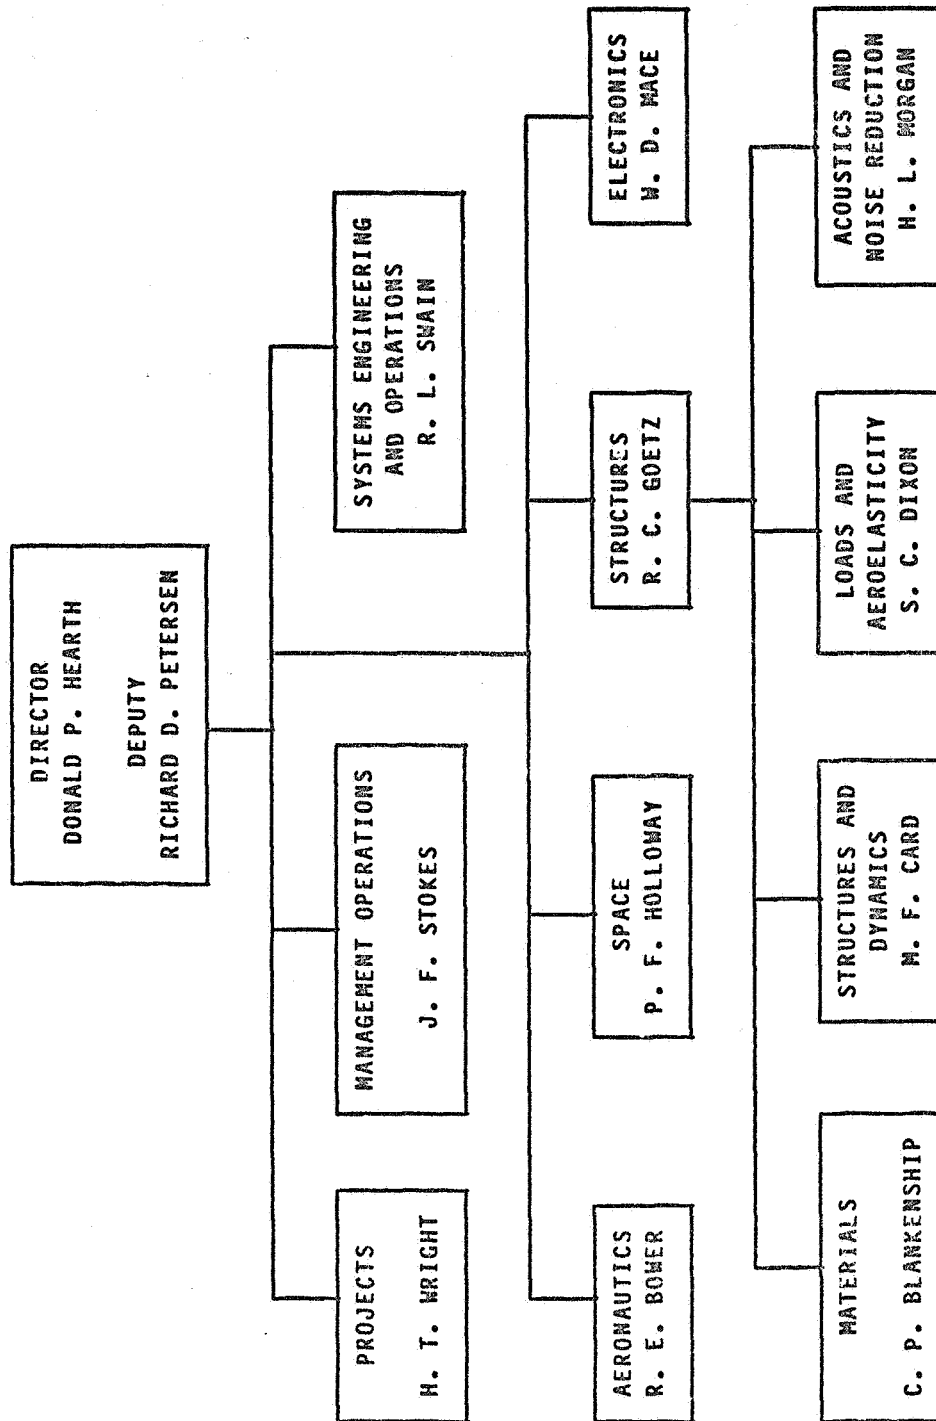 DIRECTOR
DONALD P. HEARTH
DEPUTY
RICHARD D. PETERSEN
PROJECTS
H. T. WRIGHT
MANAGEMENT OPERATIONS
J. F. STOKES
SYSTEMS ENGINEERING
AND OPERATIONS
R. L. SWAIN
AERONAUTICS
R. E. BOWER
SPACE
P. F. HOLLOWAY
STRUCTURES
R. C. GOETZ
ELECTRONICS
W. D. MACE
MATERIALS
C. P. BLANKENSHIP
STRUCTURES AND
DYNAMICS
M. F. CARD
LOADS AND
AEROELASTICITY
S. C. DIXON
ACOUSTICS AND
NOISE REDUCTION
H. L. MORGAN